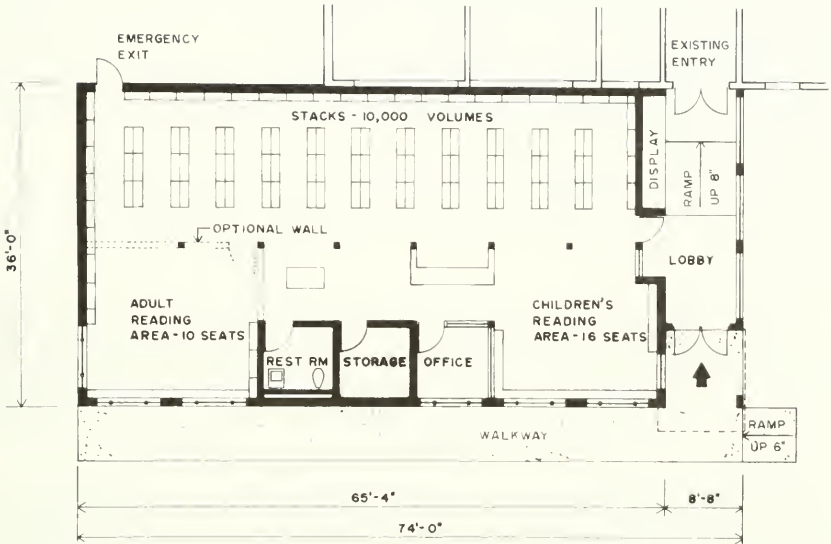 EMERGENCY
EXIT
EXISTING
ENTRY
STACKS - 10,000 VOLUMES
DISPLAY
RAMP
UP 8"
OPTIONAL WALL
36'-0"
LOBBY
ADULT
READING
AREA-10 SEATS
CHILDREN'S
READING
AREA-16 SEATS
REST RM
STORAGE
OFFICE
WALKWAY
RAMP
UP 6"
65'-4"
8'-8"
74'-0"